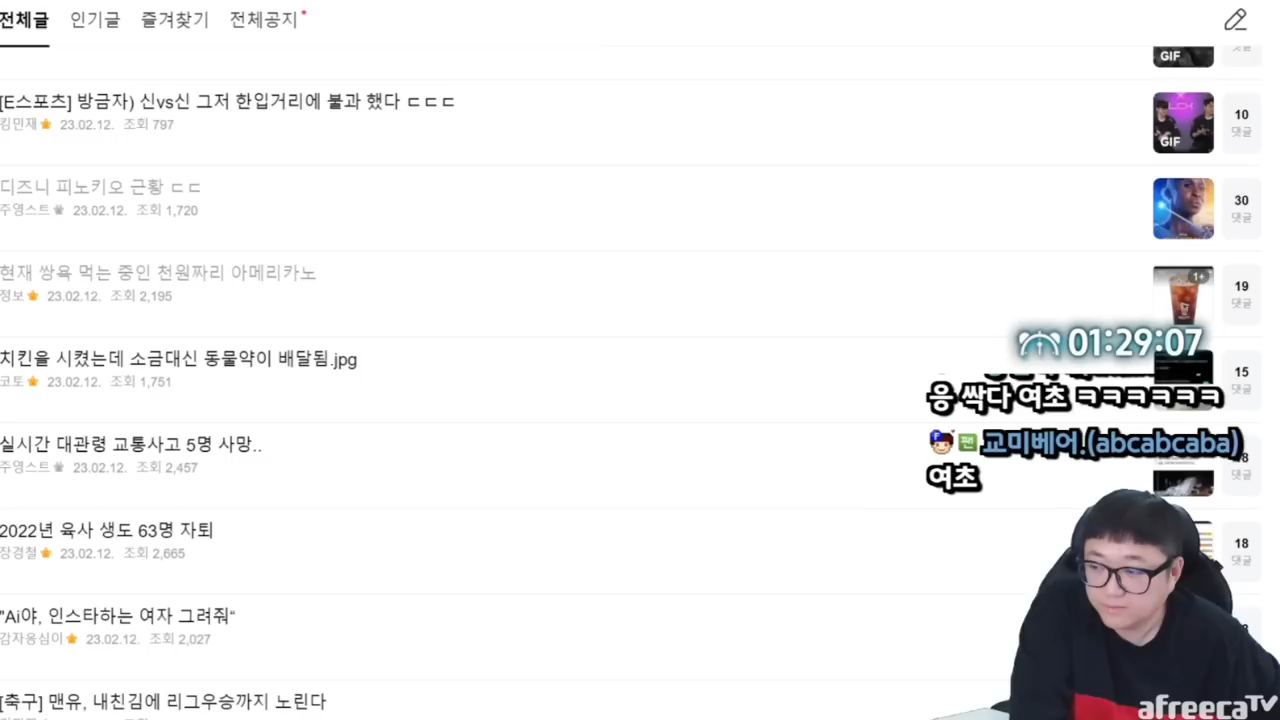 전체글 인기글 즐겨찾기 전체공지
GIF
[E스포츠] 방금자) 신vs신 그저 한입거리에 불과 했다 ㄷㄷㄷ
킹민재 23.02.12. 조회 797
GIF
10
댓글
디즈니 피노키오 근황 ㄷㄷ
주영스트 23.02.12. 조회 1,720
30
댓글
현재 쌍욕 먹는 중인 천원짜리 아메리카노
정보 23.02.12. 조회 2,195
1+
19
댓글
01:29:07
치킨을 시켰는데 소금대신 동물약이 배달됨.jpg
코토 23.02.12. 조회 1,751
15
댓글
응 싹다 여초 ㅋㅋㅋㅋㅋㅋ
팬 교미베어.(abcabcaba)
여초
실시간 대관령 교통사고 5명 사망..
주영스트 23.02.12. 조회 2,457
댓글
2022년 육사 생도 63명 자퇴
장경철 23.02.12. 조회 2,665
18
댓글
"Ai야, 인스타하는 여자 그려줘"
감자옹심이 23.02.12. 조회 2,027
[축구] 맨유, 내친김에 리그우승까지 노린다
afreecaTV